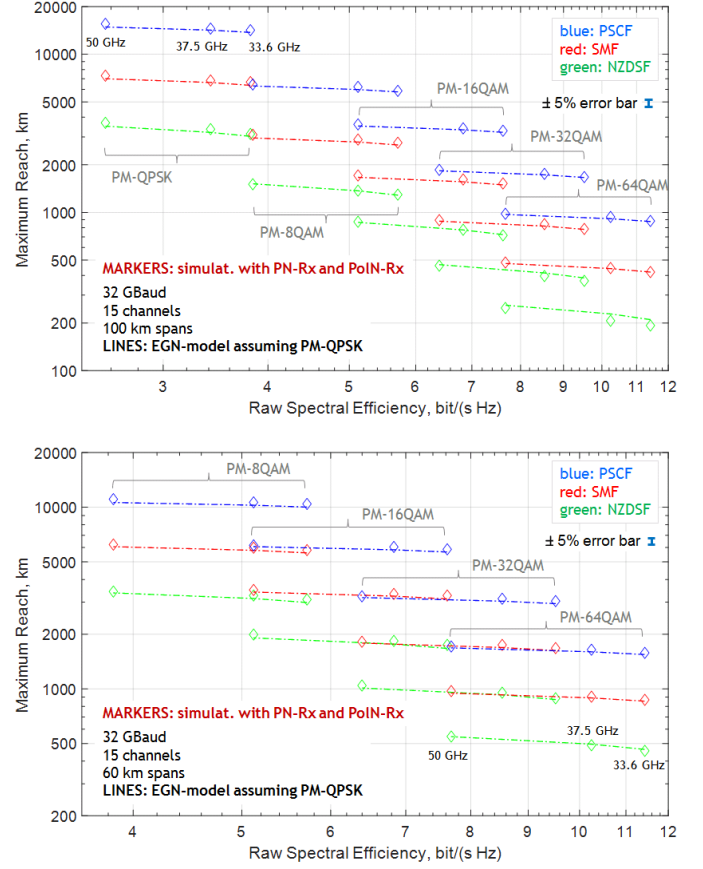 20000
10000
5000
2000
1000
500
200
100
Maximum Reach, km
50 GHz
37.5 GHz
33.6 GHz
blue: PSCF
red: SMF
green: NZDSF
± 5% error bar
PM-16QAM
PM-32QAM
PM-64QAM
PM-QPSK
PM-8QAM
MARKERS: simulat. with PN-Rx and PolN-Rx
32 GBaud
15 channels
100 km spans
LINES: EGN-model assuming PM-QPSK
3 4 5 6 7 8 9 10 11 12
Raw Spectral Efficiency, bit/(s Hz)
20000
10000
5000
2000
1000
500
200
Maximum Reach, km
PM-8QAM
PM-16QAM
PM-32QAM
PM-64QAM
blue: PSCF
red: SMF
green: NZDSF
± 5% error bar
MARKERS: simulat. with PN-Rx and PolN-Rx
32 GBaud
15 channels
60 km spans
LINES: EGN-model assuming PM-QPSK
50 GHz
37.5 GHz
33.6 GHz
4 5 6 7 8 9 10 11 12
Raw Spectral Efficiency, bit/(s Hz)